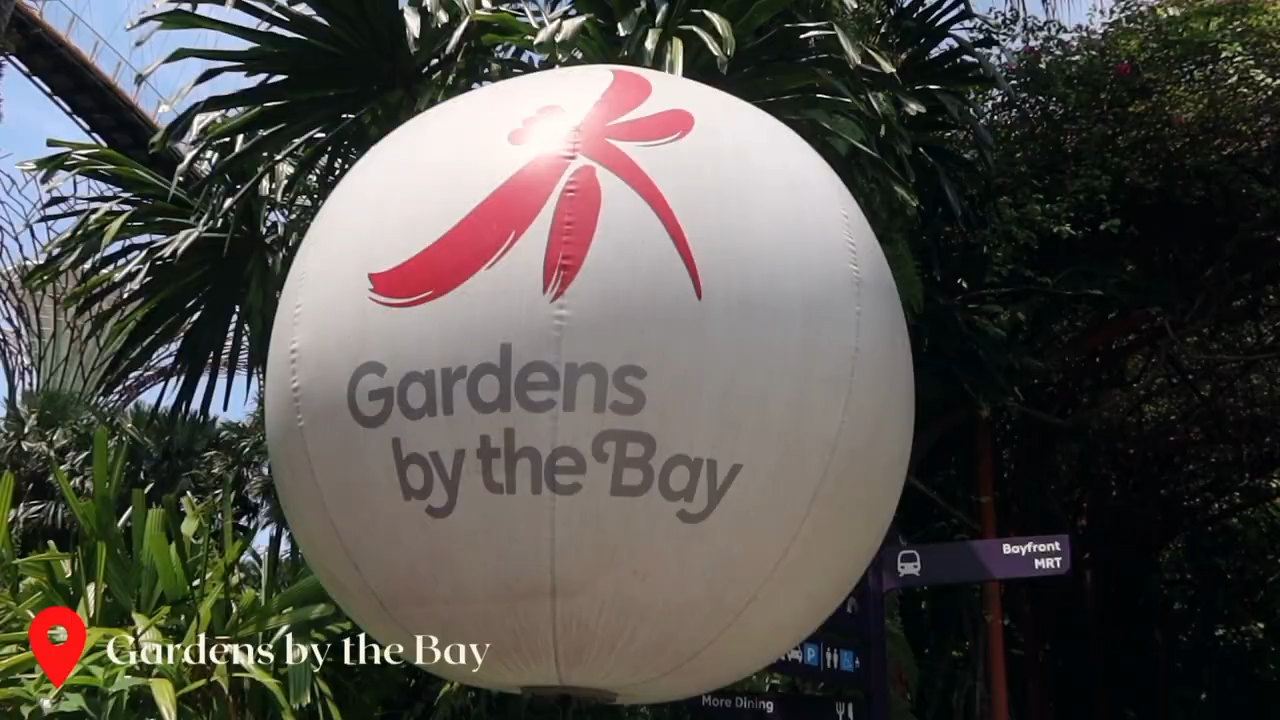 Gardens
by the Bay
Bayfront
MRT
P
More Dining
Gardens by the Bay